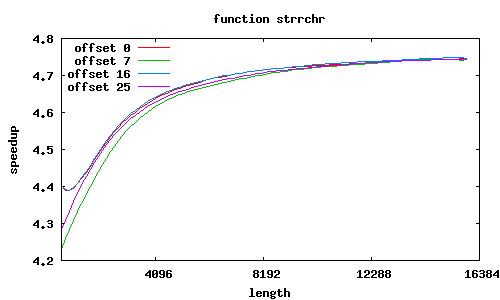 function strrchr
4.8
4.7
4.6
4.5
4.4
4.3
4.2
speedup
offset 0
offset 7
offset 16
offset 25
4096 8192 12288 16384
length